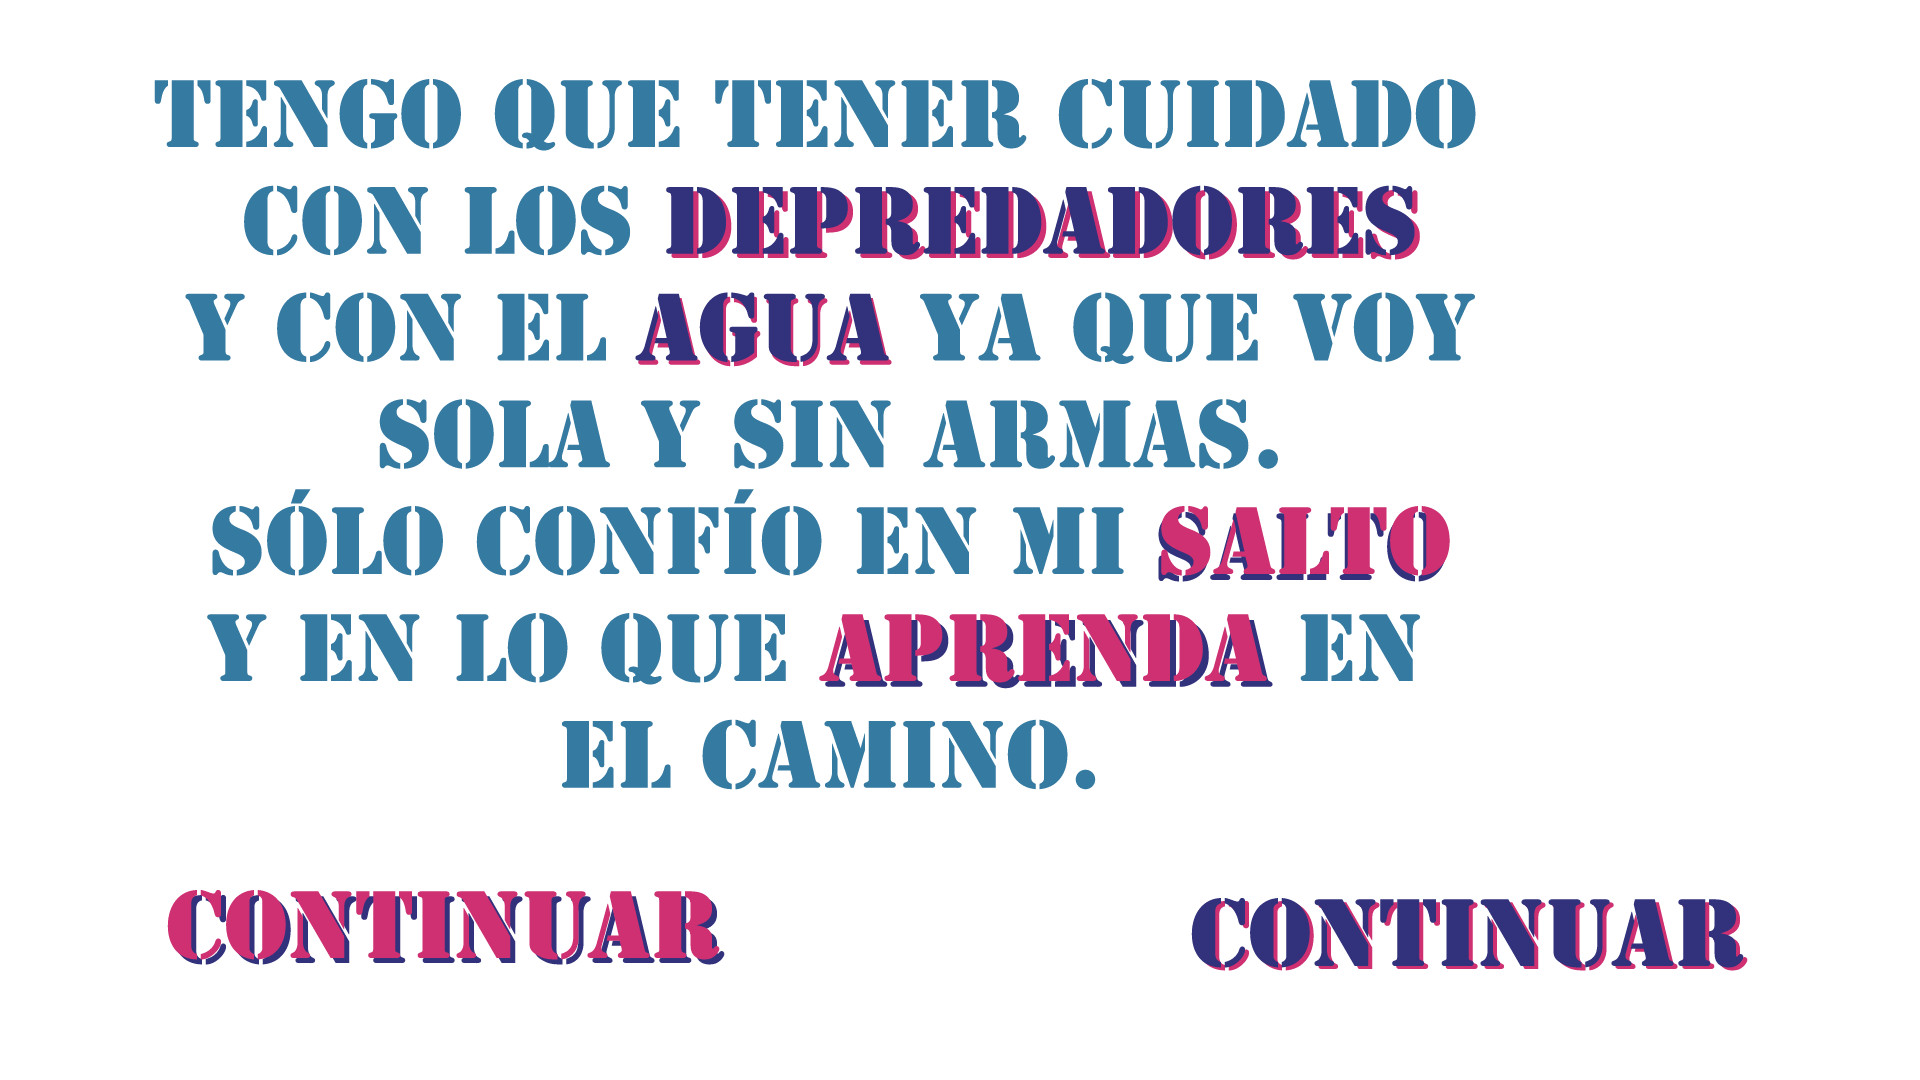 TENGO QUE TENER CUIDADO
CON LOS DEPREDADORES
Y CON EL AGUA YA QUE VOY
SOLA Y SIN ARMAS.
SÓLO CONFÍO EN MI SALTO
Y EN LO QUE APRENDA EN
EL CAMINO.
CONTINUAR
CONTINUAR